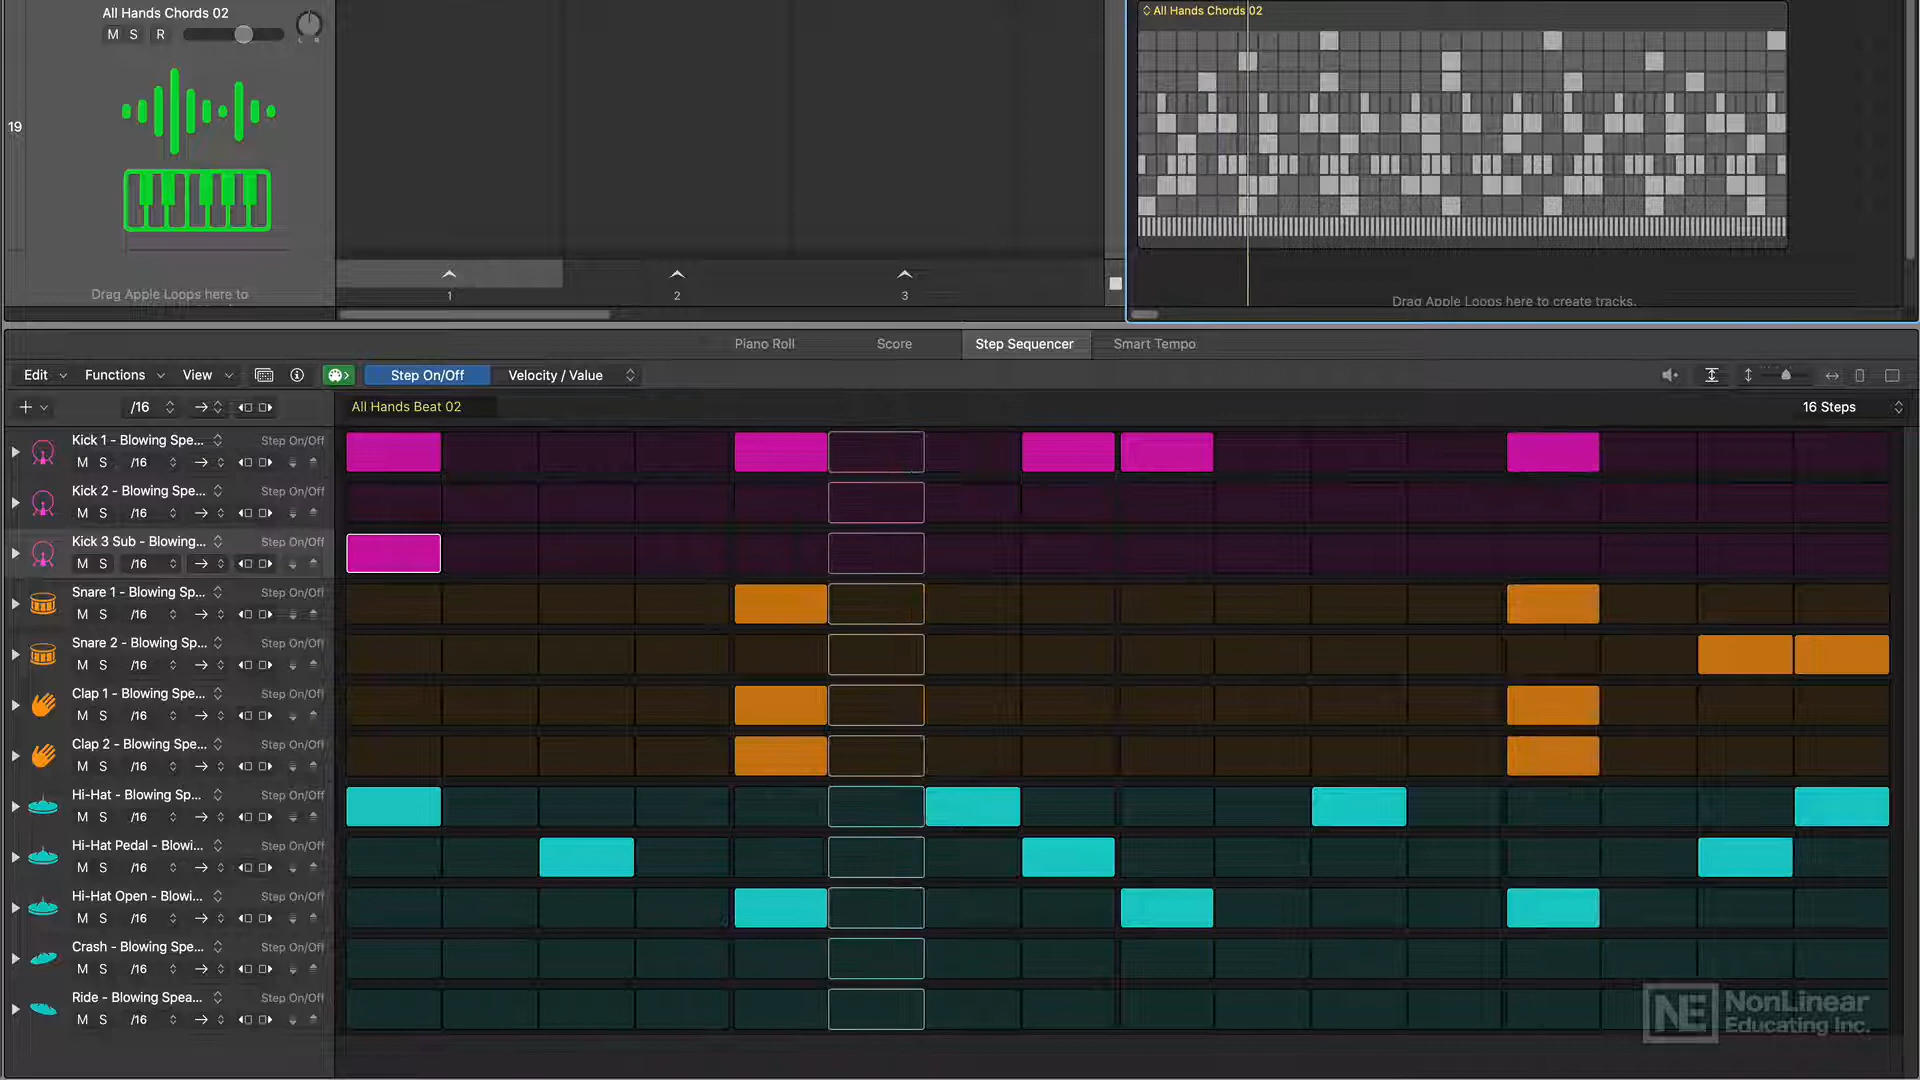 All Hands Chords 02
M S R
L R
19
Drag Apple Loops here to
1 2 3
All Hands Chords 02
Drag Apple Loops here to create tracks.
Piano Roll Score Step Sequencer Smart Tempo
Edit Functions View Step On/Off Velocity / Value
/16 All Hands Beat 02 16 Steps
Kick 1 - Blowing Spe... Step On/Off
M S /16
Kick 2 - Blowing Spe... Step On/Off
M S /16
Kick 3 Sub - Blowing... Step On/Off
M S /16
Snare 1 - Blowing Sp... Step On/Off
M S /16
Snare 2 - Blowing Sp... Step On/Off
M S /16
Clap 1 - Blowing Spe... Step On/Off
M S /16
Clap 2 - Blowing Spe... Step On/Off
M S /16
Hi-Hat - Blowing Sp... Step On/Off
M S /16
Hi-Hat Pedal - Blowi... Step On/Off
M S /16
Hi-Hat Open - Blowi... Step On/Off
M S /16
Crash - Blowing Spe... Step On/Off
M S /16
Ride - Blowing Spea... Step On/Off
M S /16
NE NonLinear
Educating Inc.